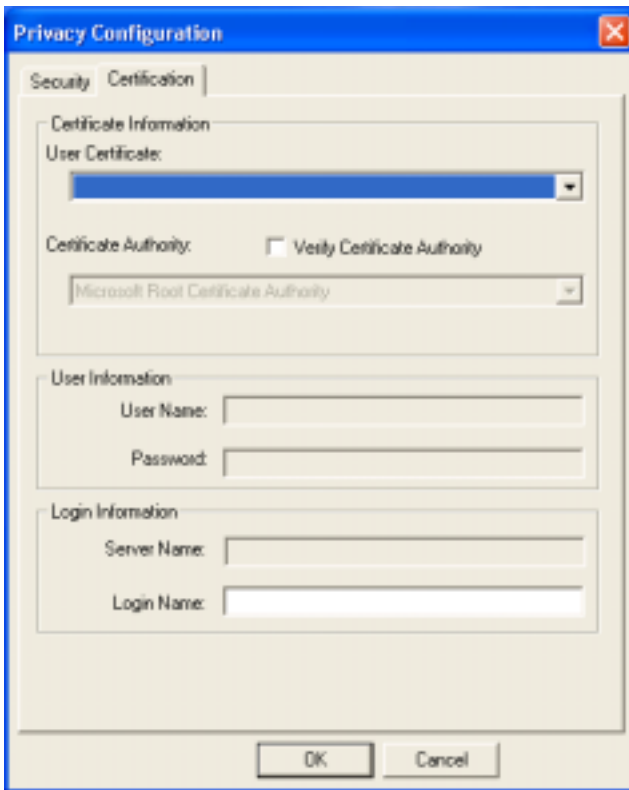 Privacy Configuration
Security Certification
Certificate Information
User Certificate:
Certificate Authority: Verify Certificate Authority
Microsoft Root Certificate Authority
User Information
User Name:
Password:
Login Information
Server Name:
Login Name:
OK Cancel